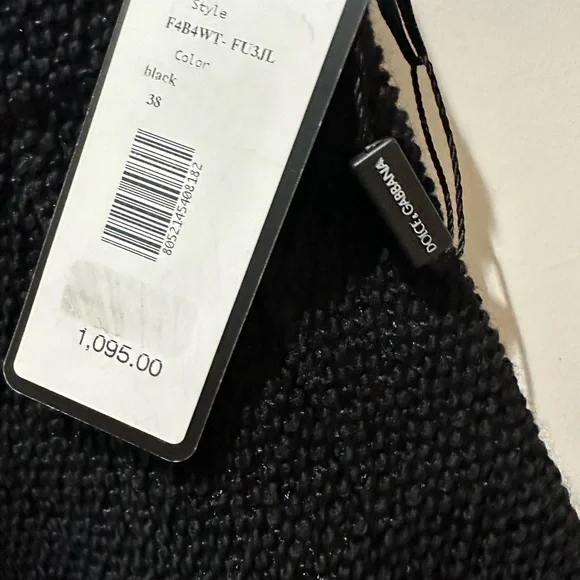 Style
F4B4WT- FU3JL
Color
black
38
8052145408182
1,095.00
DOLCE & GABBANA